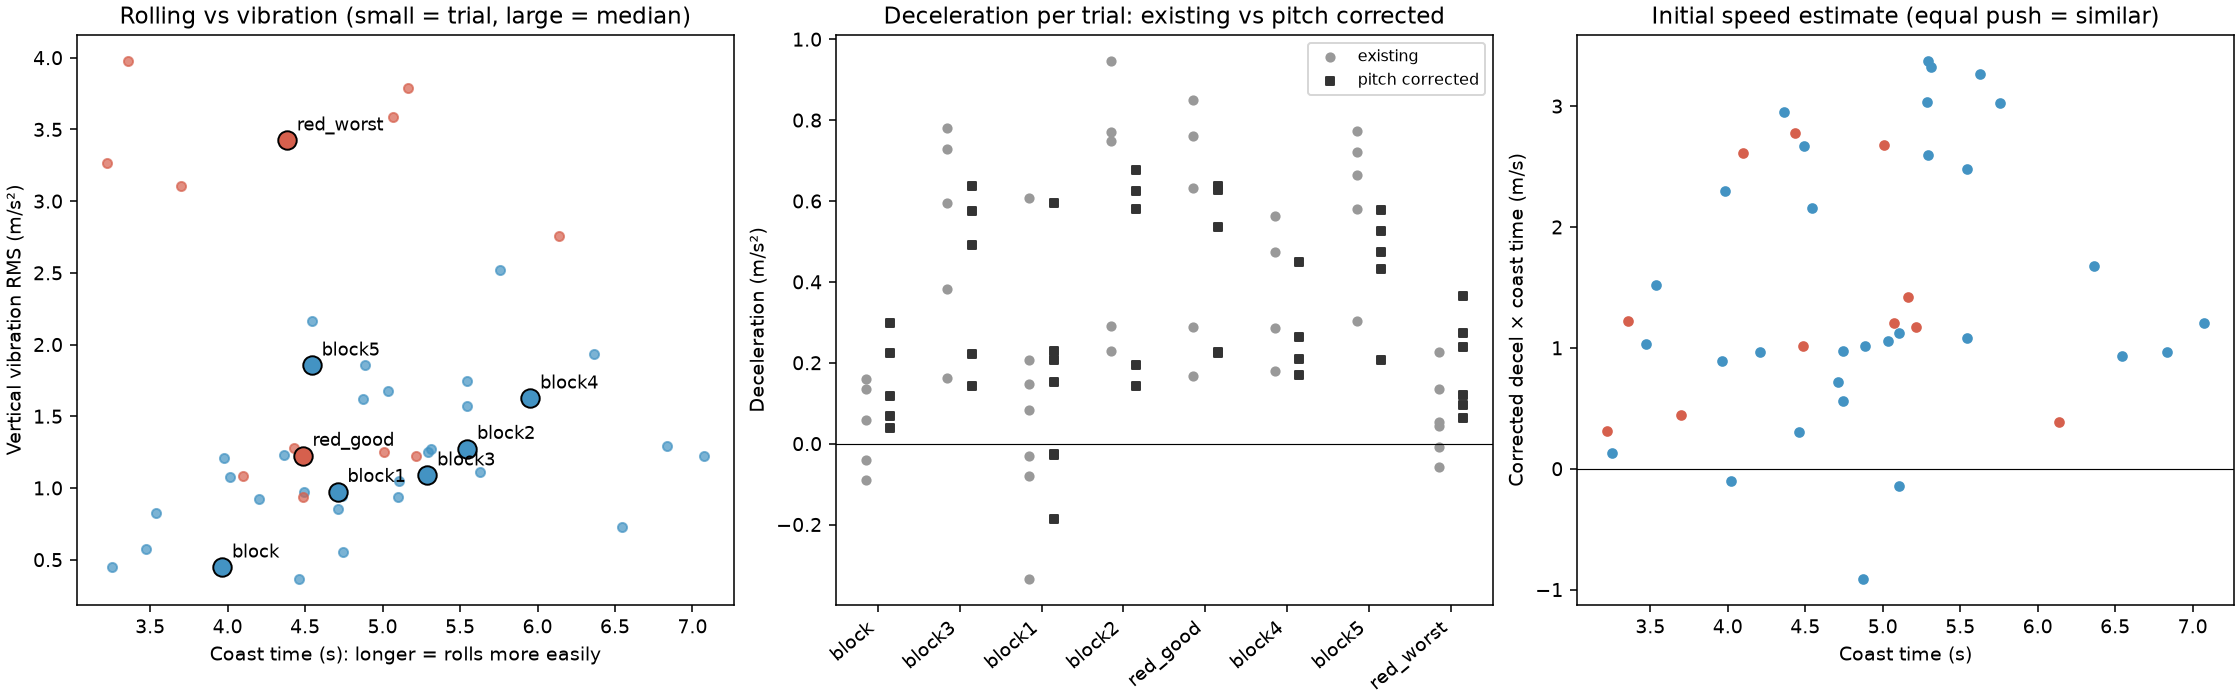 Rolling vs vibration (small = trial, large = median)
Vertical vibration RMS (m/s²)
4.0
3.5
3.0
2.5
2.0
1.5
1.0
0.5
red_worst
block5
block4
block2
red_good
block3
block1
block
3.5 4.0 4.5 5.0 5.5 6.0 6.5 7.0
Coast time (s): longer = rolls more easily
Deceleration per trial: existing vs pitch corrected
Deceleration (m/s²)
1.0
0.8
0.6
0.4
0.2
0.0
−0.2
existing
pitch corrected
block block3 block1 block2 red_good block4 block5 red_worst
Initial speed estimate (equal push = similar)
Corrected decel × coast time (m/s)
3
2
1
0
−1
3.5 4.0 4.5 5.0 5.5 6.0 6.5 7.0
Coast time (s)